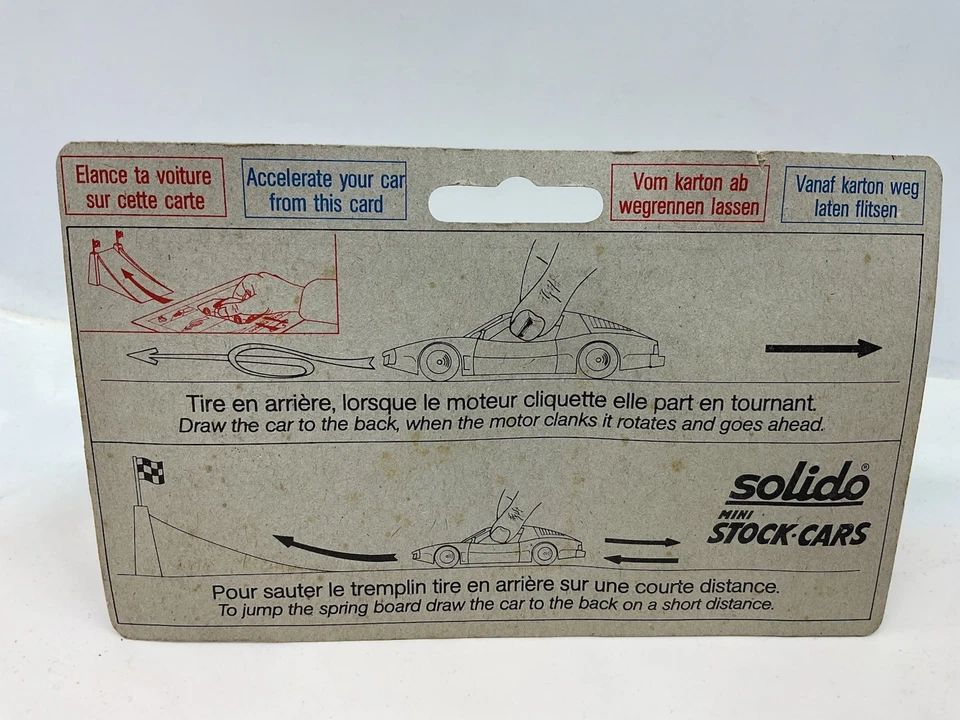 Elance ta voiture
sur cette carte
Accelerate your car
from this card
Vom karton ab
wegrennen lassen
Vanaf karton weg
laten flitsen
Tire en arrière, lorsque le moteur cliquette elle part en tournant.
Draw the car to the back, when the motor clanks it rotates and goes ahead.
solido®
MINI
STOCK·CARS
Pour sauter le tremplin tire en arrière sur une courte distance.
To jump the spring board draw the car to the back on a short distance.